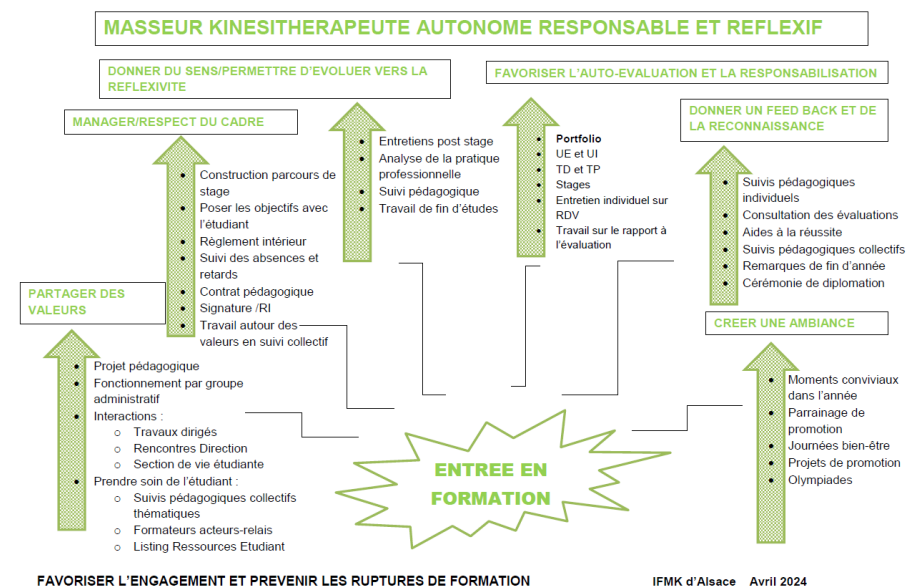 MASSEUR KINESITHERAPEUTE AUTONOME RESPONSABLE ET REFLEXIF
DONNER DU SENS/PERMETTRE D'EVOLUER VERS LA
REFLEXIVITE
FAVORISER L'AUTO-EVALUATION ET LA RESPONSABILISATION
MANAGER/RESPECT DU CADRE
DONNER UN FEED BACK ET DE
LA RECONNAISSANCE
• Entretiens post stage
• Analyse de la pratique
professionnelle
• Suivi pédagogique
• Travail de fin d'études
• Portfolio
• UE et UI
• TD et TP
• Stages
• Entretien individuel sur
RDV
• Travail sur le rapport à
l'évaluation
• Construction parcours de
stage
• Poser les objectifs avec
l'étudiant
• Règlement intérieur
• Suivi des absences et
retards
• Contrat pédagogique
• Signature /RI
• Travail autour des
valeurs en suivi collectif
• Suivis pédagogiques
individuels
• Consultation des évaluations
• Aides à la réussite
• Suivis pédagogiques collectifs
• Remarques de fin d'année
• Cérémonie de diplomation
PARTAGER DES
VALEURS
CREER UNE AMBIANCE
• Projet pédagogique
• Fonctionnement par groupe
administratif
• Interactions :
o Travaux dirigés
o Rencontres Direction
o Section de vie étudiante
• Prendre soin de l'étudiant :
o Suivis pédagogiques collectifs
thématiques
o Formateurs acteurs-relais
o Listing Ressources Etudiant
• Moments conviviaux
dans l'année
• Parrainage de
promotion
• Journées bien-être
• Projets de promotion
• Olympiades
ENTREE EN
FORMATION
FAVORISER L'ENGAGEMENT ET PREVENIR LES RUPTURES DE FORMATION
IFMK d'Alsace Avril 2024